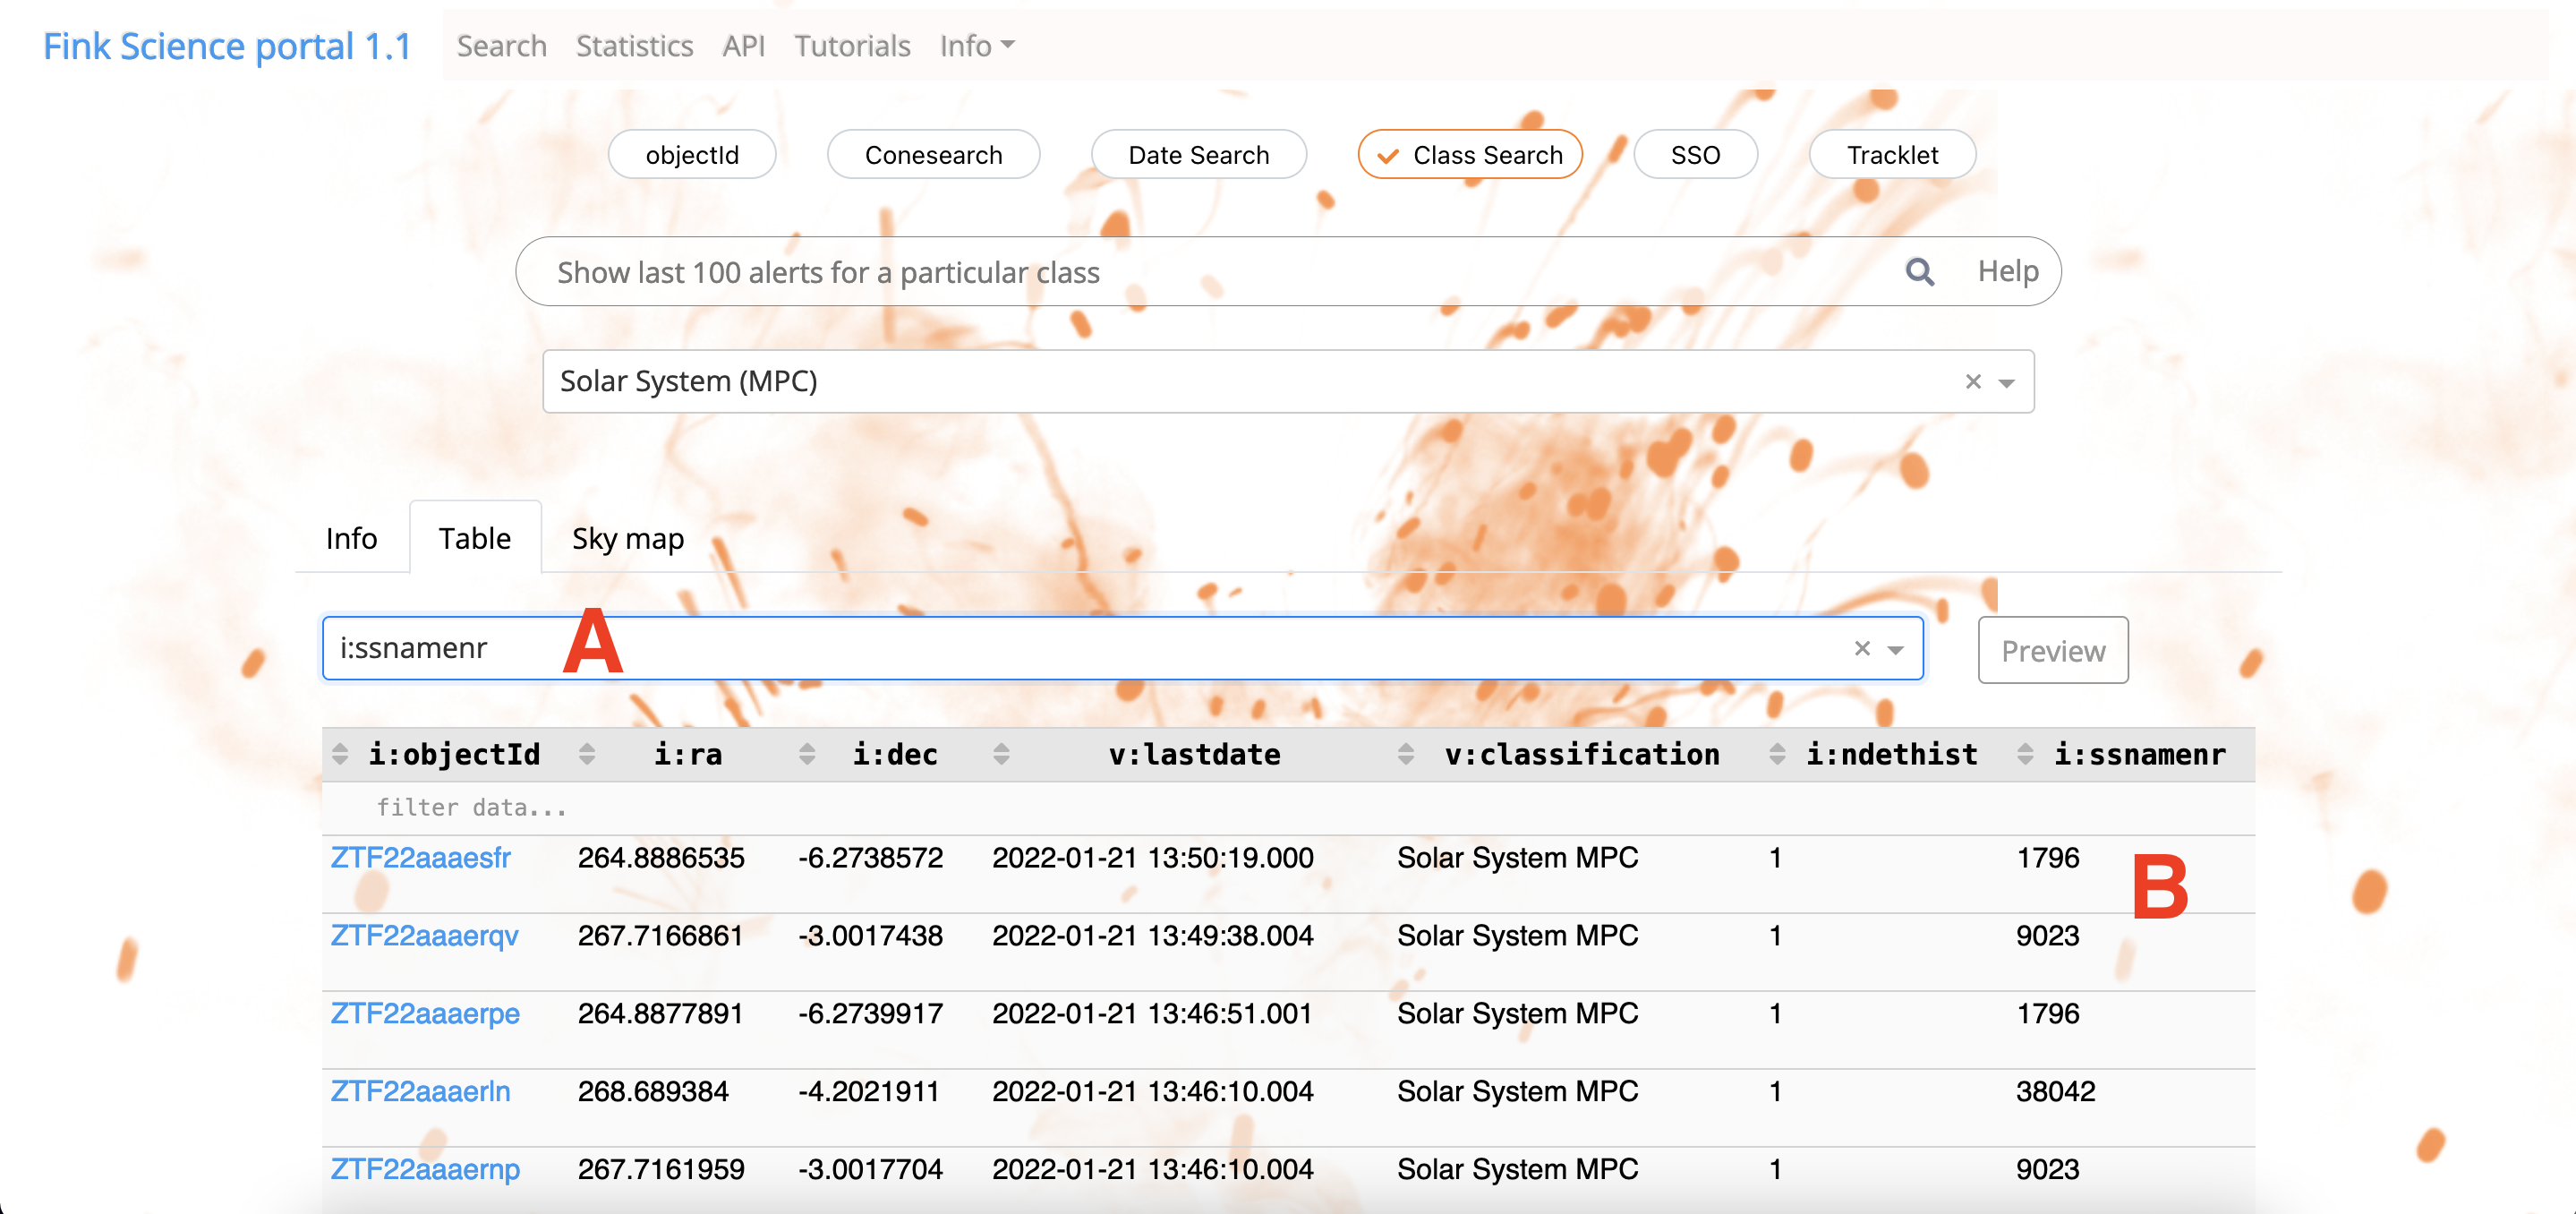 Fink Science portal 1.1 Search Statistics API Tutorials Info
objectId Conesearch Date Search Class Search SSO Tracklet
Show last 100 alerts for a particular class Help
Solar System (MPC) ×
Info Table Sky map
i:ssnamenr A × Preview
i:objectId i:ra i:dec v:lastdate v:classification i:ndethist i:ssnamenr
filter data...
ZTF22aaaesfr 264.8886535 -6.2738572 2022-01-21 13:50:19.000 Solar System MPC 1 1796
B
ZTF22aaaerqv 267.7166861 -3.0017438 2022-01-21 13:49:38.004 Solar System MPC 1 9023
ZTF22aaaerpe 264.8877891 -6.2739917 2022-01-21 13:46:51.001 Solar System MPC 1 1796
ZTF22aaaerln 268.689384 -4.2021911 2022-01-21 13:46:10.004 Solar System MPC 1 38042
ZTF22aaaernp 267.7161959 -3.0017704 2022-01-21 13:46:10.004 Solar System MPC 1 9023